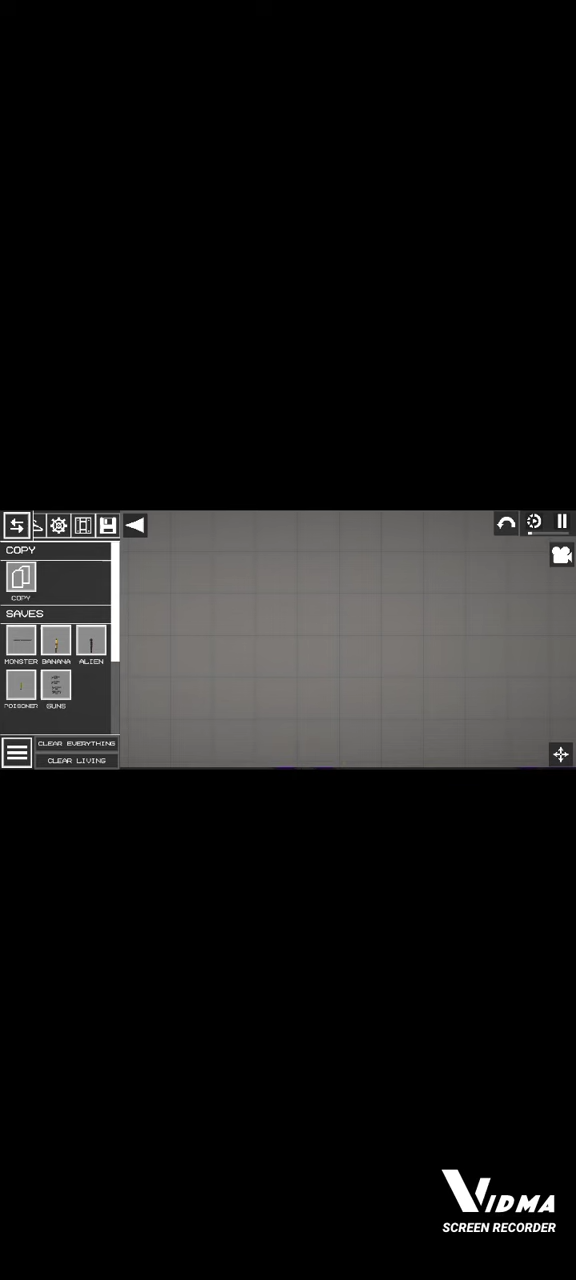 COPY
COPY
SAVES
MONSTER BANANA ALIEN
POISONER GUNS
CLEAR EVERYTHING
CLEAR LIVING
VIDMA
SCREEN RECORDER